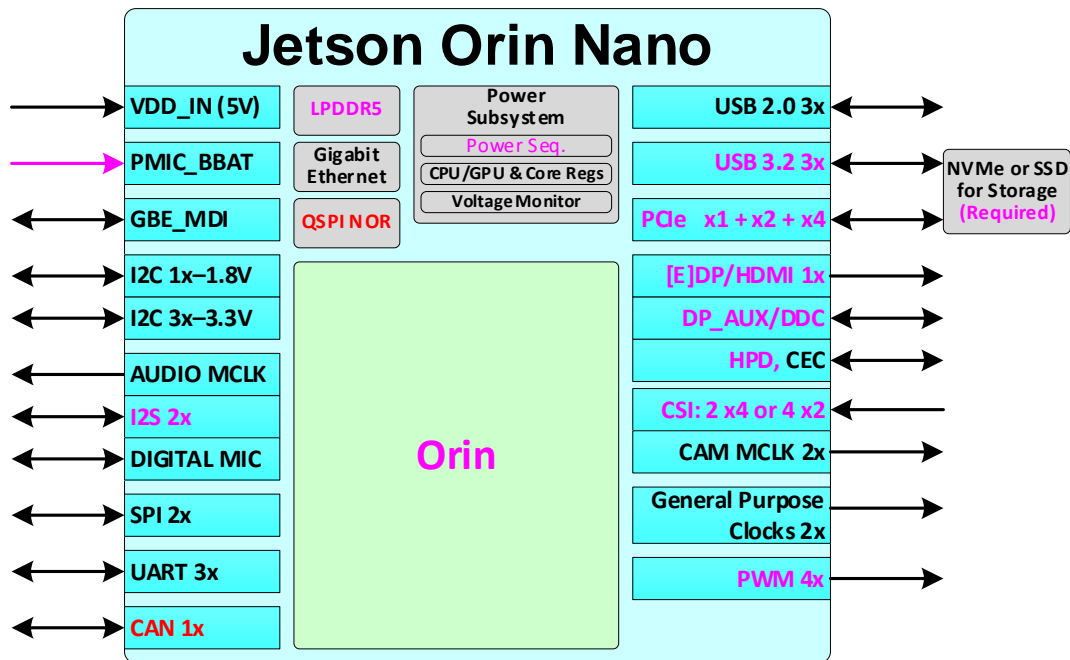 Jetson Orin Nano
VDD_IN (5V)
PMIC_BBAT
GBE_MDI
I2C 1x–1.8V
I2C 3x–3.3V
AUDIO MCLK
I2S 2x
DIGITAL MIC
SPI 2x
UART 3x
CAN 1x
LPDDR5
Gigabit
Ethernet
QSPI NOR
Power
Subsystem
Power Seq.
CPU/GPU & Core Regs
Voltage Monitor
Orin
USB 2.0 3x
USB 3.2 3x
PCIe x1 + x2 + x4
[E]DP/HDMI 1x
DP_AUX/DDC
HPD, CEC
CSI: 2 x4 or 4 x2
CAM MCLK 2x
General Purpose
Clocks 2x
PWM 4x
NVMe or SSD
for Storage
(Required)